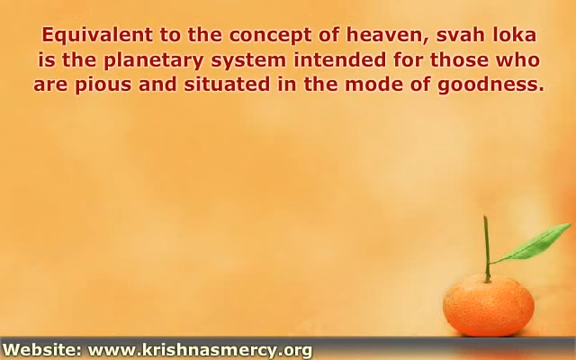 Equivalent to the concept of heaven, svah loka
is the planetary system intended for those who
are pious and situated in the mode of goodness.
Website: www.krishnasmercy.org